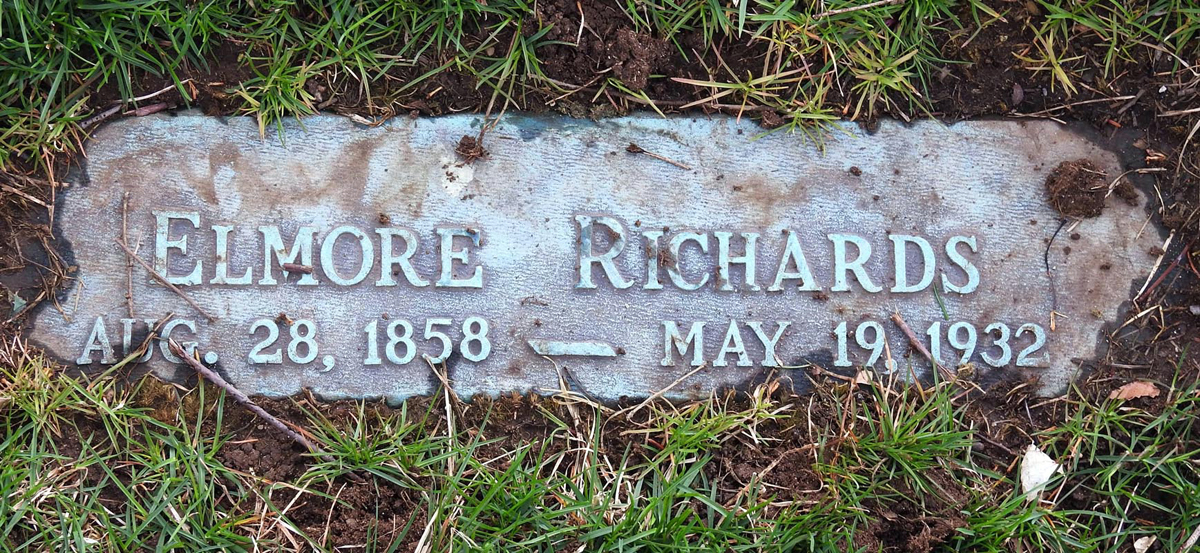 ELMORE RICHARDS
AUG. 28, 1858 — MAY 19, 1932